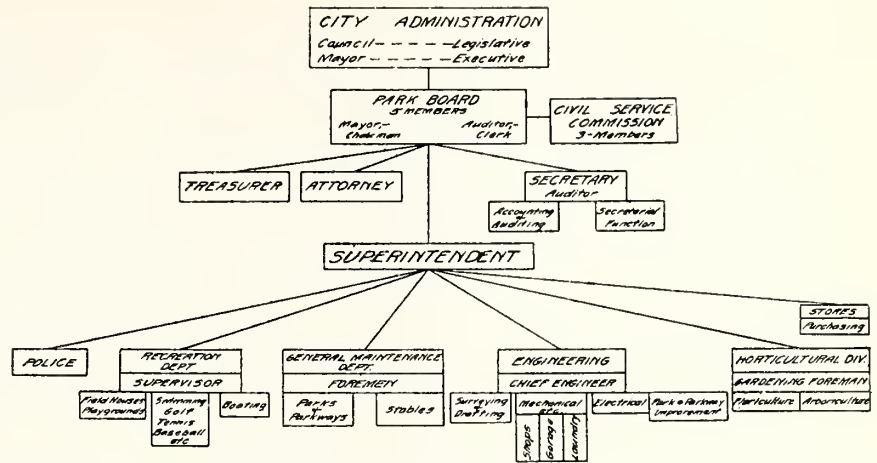 CITY ADMINISTRATION
Council - - - - - Legislative
Mayor - - - - - Executive
PARK BOARD
5 MEMBERS
Mayor,-
Chairman
Auditor,-
Clerk
CIVIL SERVICE
COMMISSION
3-Members
TREASURER
ATTORNEY
SECRETARY
Auditor
Accounting
&
Auditing
Secretarial
Function
SUPERINTENDENT
STORES
Purchasing
POLICE
RECREATION
DEPT
SUPERVISOR
Field Houses
Playgrounds
Swimming
Golf
Tennis
Baseball
etc
Boating
GENERAL MAINTENANCE
DEPT.
FOREMEN
Parks
&
Parkways
Stables
ENGINEERING
CHIEF ENGINEER
Surveying
&
Drafting
Mechanical
ETC.
Shops
Garage
Laundry
Electrical
Park & Parkway
Improvement
HORTICULTURAL DIV.
GARDENING FOREMAN
Floriculture
Arboriculture